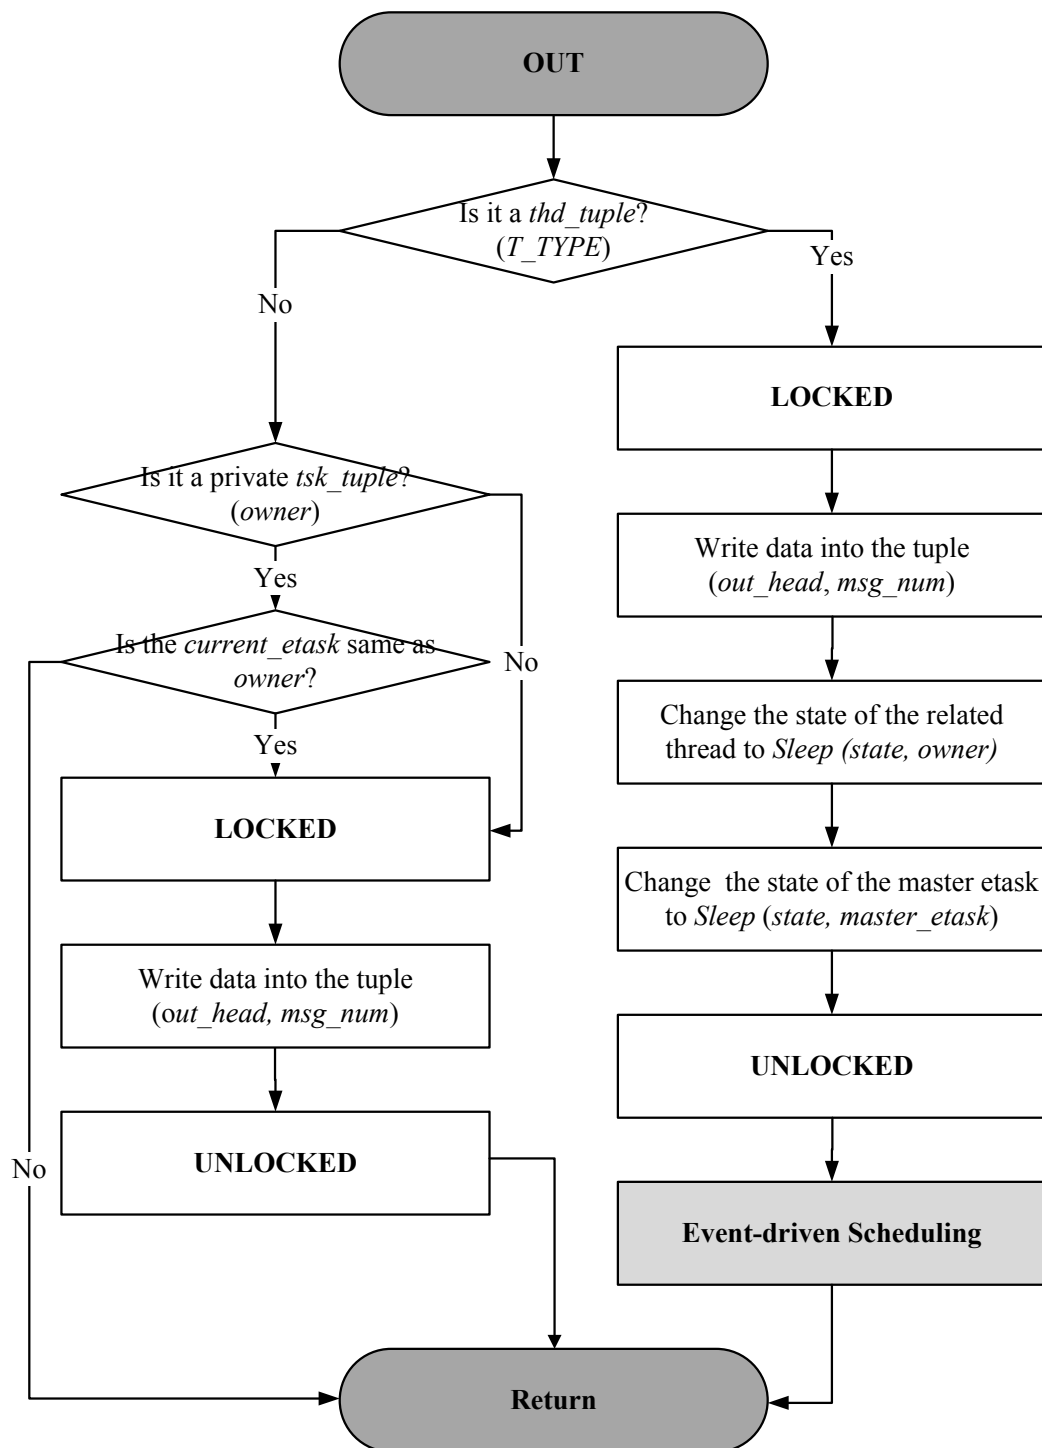 OUT
Is it a thd_tuple?
(T_TYPE)
Yes
No
LOCKED
Write data into the tuple
(out_head, msg_num)
Change the state of the related
thread to Sleep (state, owner)
Change the state of the master etask
to Sleep (state, master_etask)
UNLOCKED
Event-driven Scheduling
Is it a private tsk_tuple?
(owner)
Yes
No
Is the current_etask same as
owner?
Yes
No
LOCKED
Write data into the tuple
(out_head, msg_num)
UNLOCKED
Return